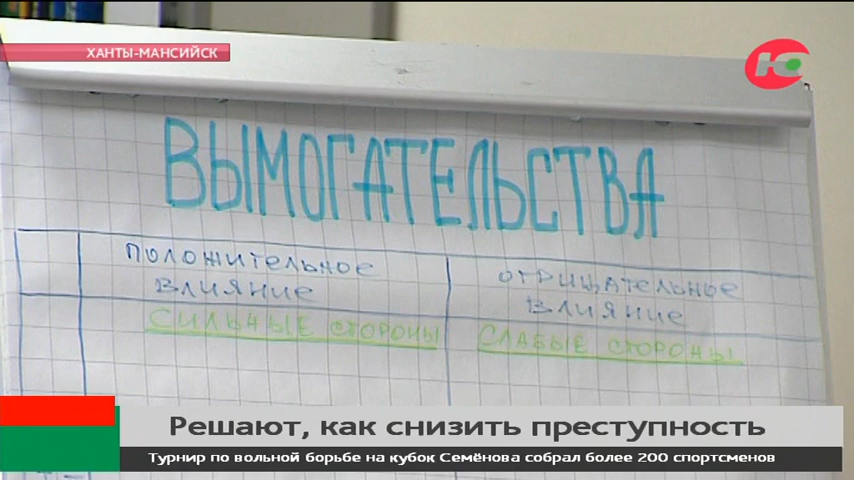 ХАНТЫ-МАНСИЙСК
Ю
ВЫМОГАТЕЛЬСТВА
ПОЛОЖИТЕЛЬНОЕ
ВЛИЯНИЕ
ОТРИЦАТЕЛЬНОЕ
ВЛИЯНИЕ
СИЛЬНЫЕ СТОРОНЫ
СЛАБЫЕ СТОРОНЫ
Решают, как снизить преступность
Турнир по вольной борьбе на кубок Семёнова собрал более 200 спортсменов